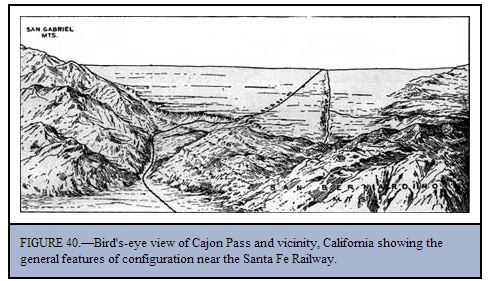 SAN GABRIEL
MTS.
SAN BERNARDINO
FIGURE 40.—Bird's-eye view of Cajon Pass and vicinity, California showing the
general features of configuration near the Santa Fe Railway.